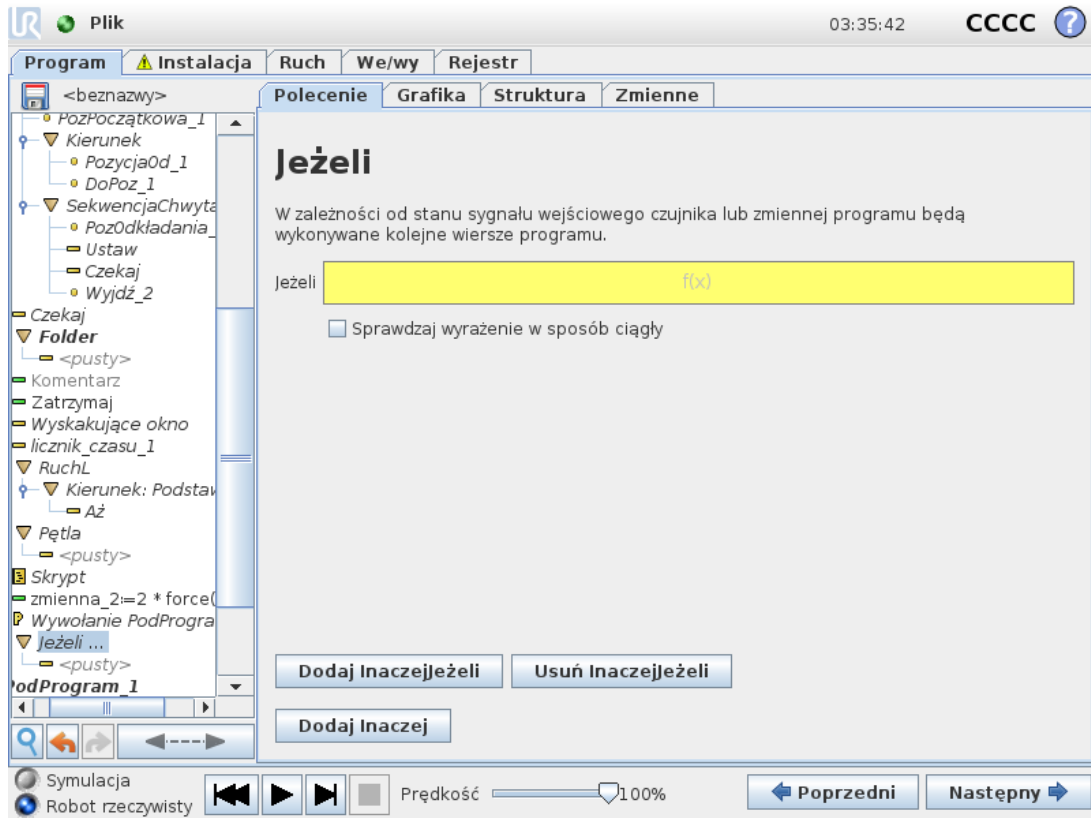 UR Plik 03:35:42 CCCC ?
Program Instalacja Ruch We/wy Rejestr
<beznazwy>
Polecenie Grafika Struktura Zmienne
PozPoczątkowa_1
Kierunek
PozycjaOd_1
DoPoz_1
SekwencjaChwyta
PozOdkładania_
Ustaw
Czekaj
Wyjdź_2
Czekaj
Folder
<pusty>
Komentarz
Zatrzymaj
Wyskakujące okno
licznik_czasu_1
RuchL
Kierunek: Podstaw
Aż
Pętla
<pusty>
Skrypt
zmienna_2:=2 * force(
Wywołanie PodProgra
Jeżeli ...
<pusty>
PodProgram_1
Jeżeli
W zależności od stanu sygnału wejściowego czujnika lub zmiennej programu będą
wykonywane kolejne wiersze programu.
Jeżeli f(x)
Sprawdzaj wyrażenie w sposób ciągły
Dodaj InaczejJeżeli Usuń InaczejJeżeli
Dodaj Inaczej
Symulacja
Robot rzeczywisty
Prędkość 100%
Poprzedni Następny